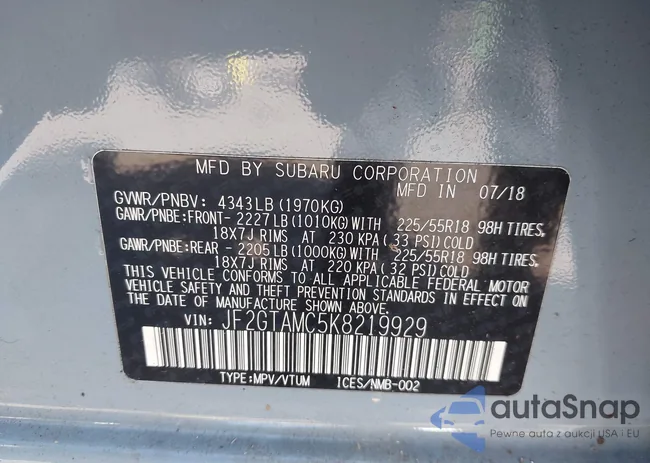 MFD BY SUBARU CORPORATION
MFD IN 07/18
GVWR/PNBV: 4343LB(1970KG)
GAWR/PNBE:FRONT- 2227LB(1010KG)WITH 225/55R18 98H TIRES,
18X7J RIMS AT 230 KPA(33 PSI)COLD
GAWR/PNBE:REAR - 2205LB(1000KG)WITH 225/55R18 98H TIRES,
18X7J RIMS AT 220 KPA(32 PSI)COLD
THIS VEHICLE CONFORMS TO ALL APPLICABLE FEDERAL MOTOR
VEHICLE SAFETY AND THEFT PREVENTION STANDARDS IN EFFECT
ON THE DATE OF MANUFACTURE SHOWN ABOVE.
VIN: JF2GTAMC5K8219929
TYPE:MPV/VTUM ICES/NMB-002
autaSnap
Pewne auta z aukcji USA i EU